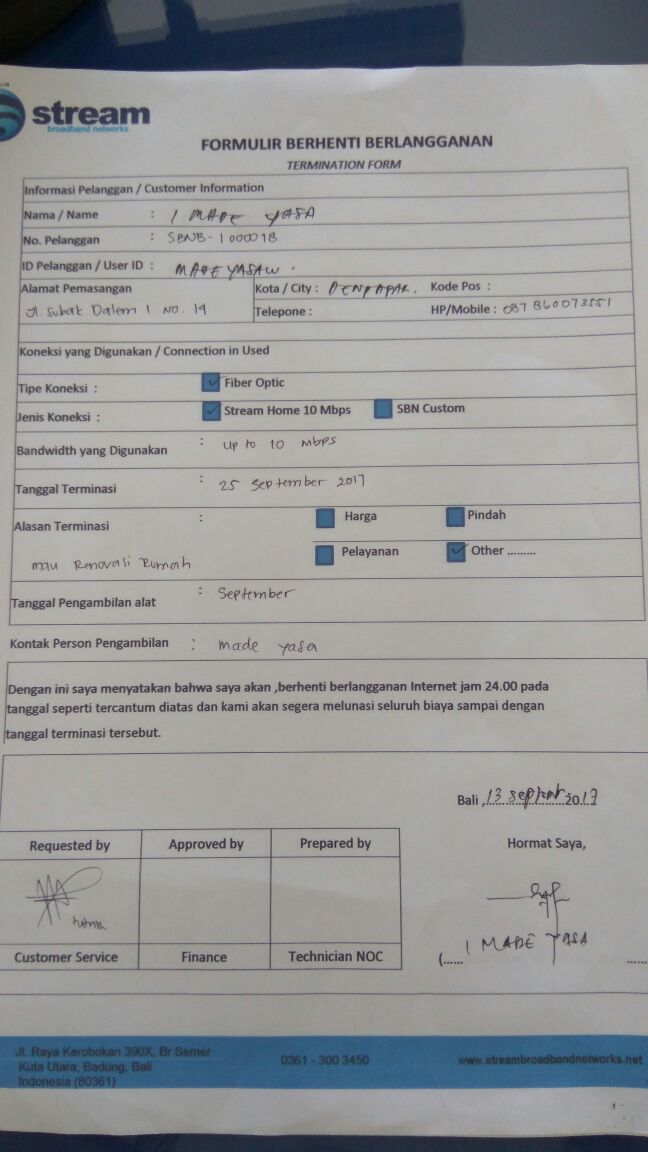 stream
broadband networks
FORMULIR BERHENTI BERLANGGANAN
TERMINATION FORM
Informasi Pelanggan / Customer Information
Nama / Name : I MADE YASA
No. Pelanggan : SBNB-1000018
ID Pelanggan / User ID : MADEYASAW.
Alamat Pemasangan Kota / City : DENPASAR. Kode Pos :
Jl. Subak Dalem 1 No. 19 Telepone : HP/Mobile : 087860073551
Koneksi yang Digunakan / Connection in Used
Tipe Koneksi : Fiber Optic
Jenis Koneksi : Stream Home 10 Mbps SBN Custom
Bandwidth yang Digunakan : Up to 10 mbps
Tanggal Terminasi : 25 September 2017
Alasan Terminasi : Harga Pindah
mau Renovasi Rumah Pelayanan Other .........
Tanggal Pengambilan alat : September
Kontak Person Pengambilan : made yasa
Dengan ini saya menyatakan bahwa saya akan ,berhenti berlangganan Internet jam 24.00 pada
tanggal seperti tercantum diatas dan kami akan segera melunasi seluruh biaya sampai dengan
tanggal terminasi tersebut.
Bali ,13 2017
Requested by Approved by Prepared by Hormat Saya,
I MADE YASA
Customer Service Finance Technician NOC (...... ......
Jl. Raya Kerobokan 390X, Br Semer 0361 - 300 3450 www.streambroadbandnetworks.net
Kuta Utara, Badung, Bali
Indonesia (80361)